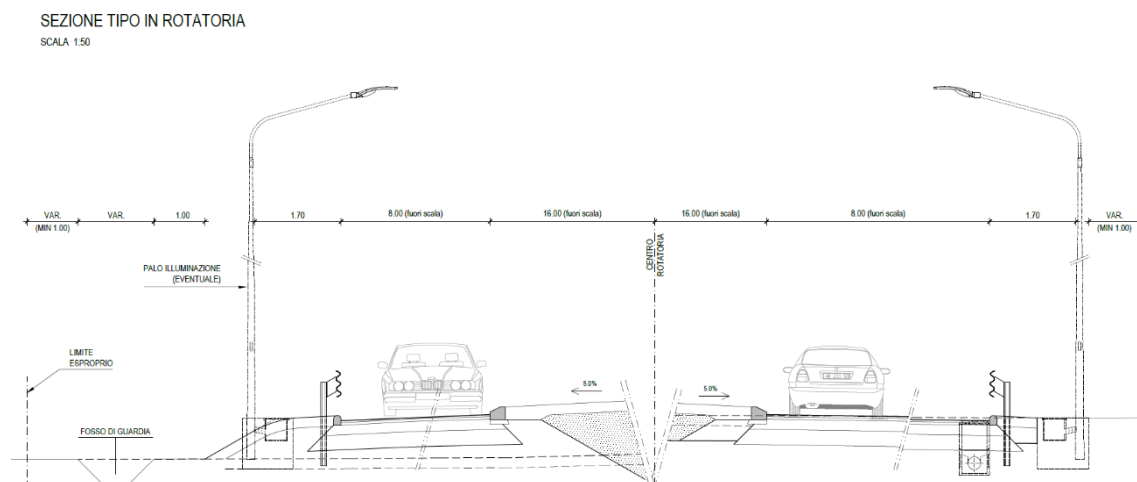 SEZIONE TIPO IN ROTATORIA
SCALA 1:50
VAR.
(MIN 1.00)
VAR.
1.00
1.70
8.00 (fuori scala)
16.00 (fuori scala)
16.00 (fuori scala)
8.00 (fuori scala)
1.70
VAR.
(MIN 1.00)
CENTRO
ROTATORIA
PALO ILLUMINAZIONE
(EVENTUALE)
LIMITE
ESPROPRIO
5.0%
5.0%
FOSSO DI GUARDIA